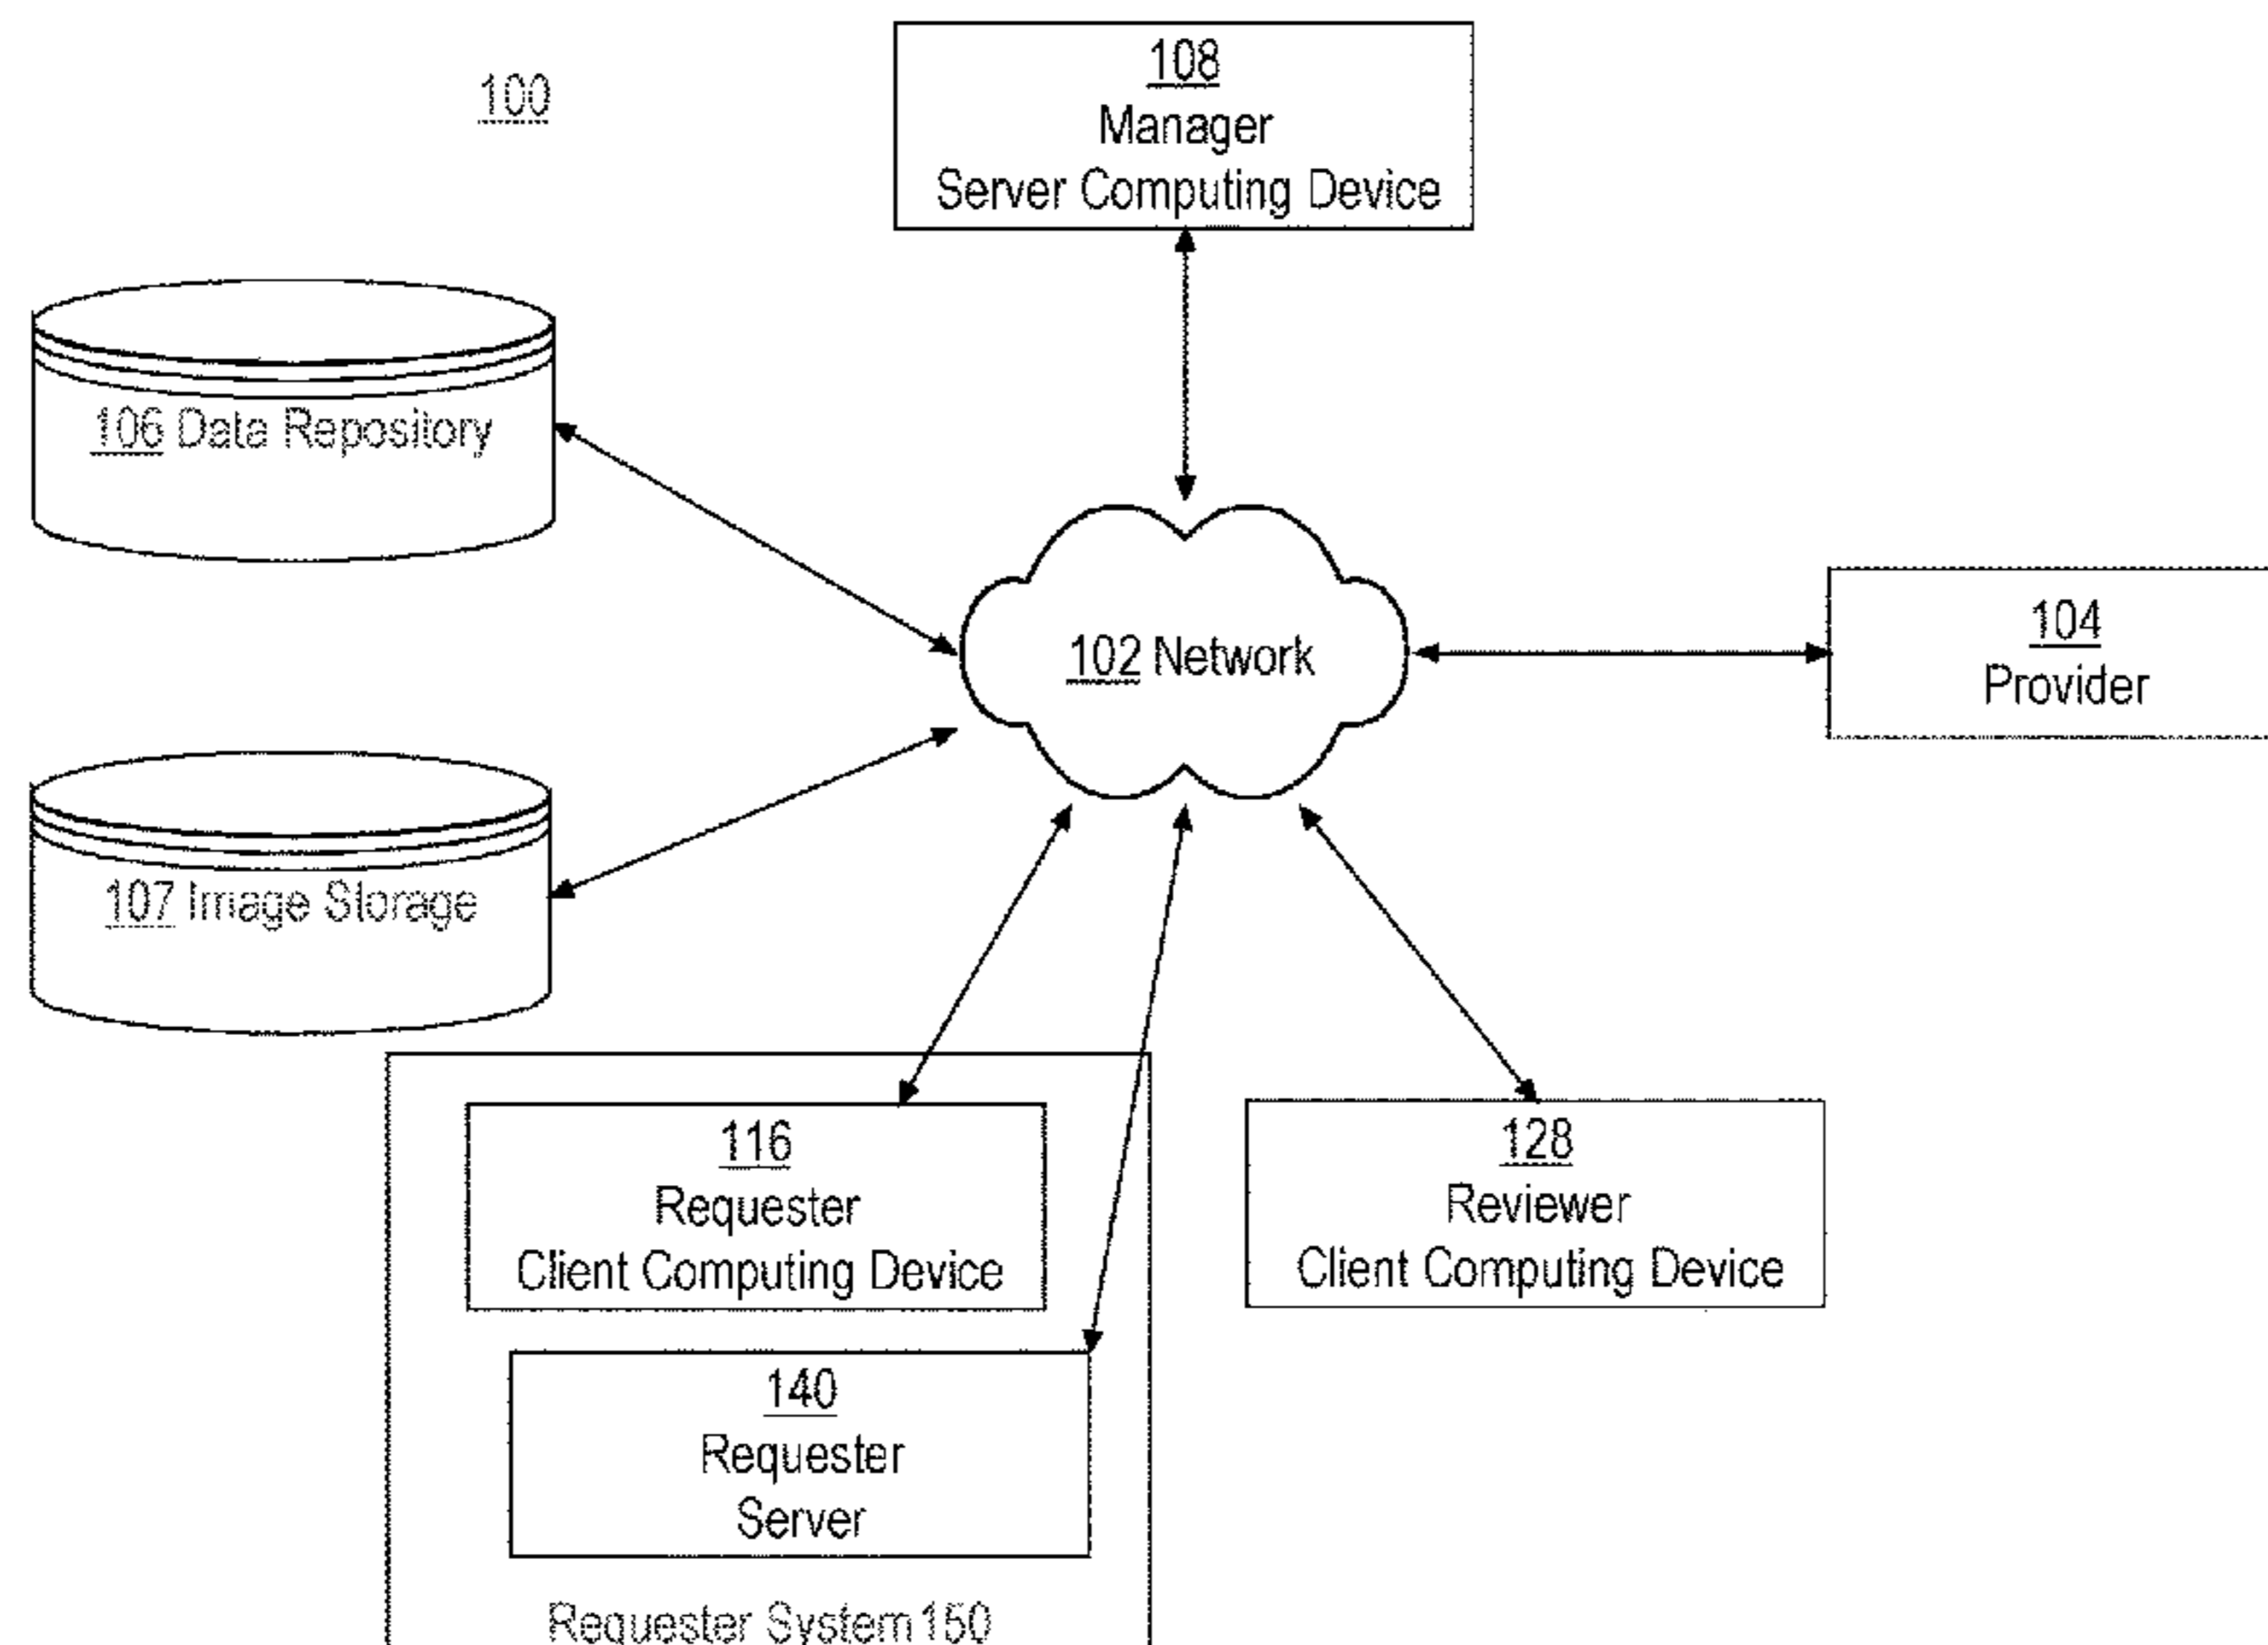 100
108
Manager
Server Computing Device
106 Data Repository
102 Network
104
Provider
107 Image Storage
116
Requester
Client Computing Device
128
Reviewer
Client Computing Device
140
Requester
Server
Requester System 150